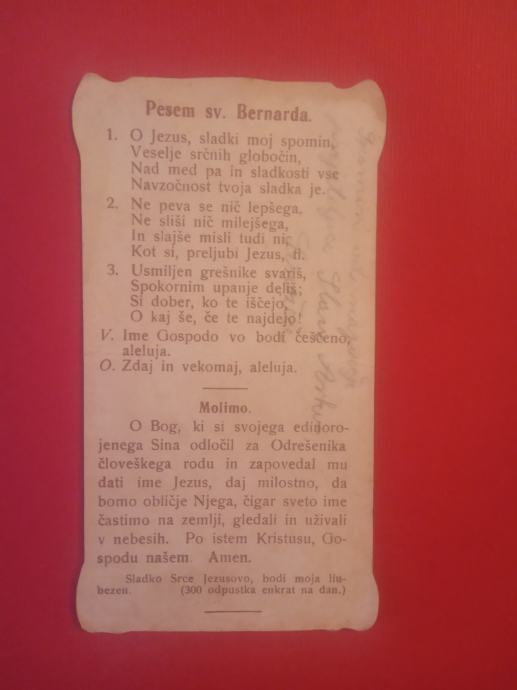 Pesem sv. Bernarda.
1. O Jezus, sladki moj spomin,
Veselje srčnih globočin,
Nad med pa in sladkosti vse
Navzočnost tvoja sladka je.
2. Ne peva se nič lepšega,
Ne sliši nič milejšega,
In slajše misli tudi ni,
Kot si, preljubi Jezus, ti.
3. Usmiljen grešnike svariš,
Spokornim upanje deliš;
Si dober, ko te iščejo,
O kaj še, če te najdejo!
V. Ime Gospodo vo bodi češčeno,
aleluja.
O. Zdaj in vekomaj, aleluja.
Molimo.
O Bog, ki si svojega edinoro-
jenega Sina odločil za Odrešenika
človeškega rodu in zapovedal mu
dati ime Jezus, daj milostno, da
bomo obličje Njega, čigar sveto ime
častimo na zemlji, gledali in uživali
v nebesih. Po istem Kristusu, Go-
spodu našem. Amen.
Sladko Srce Jezusovo, bodi moja lju-
bezen. (300 odpustka enkrat na dan.)